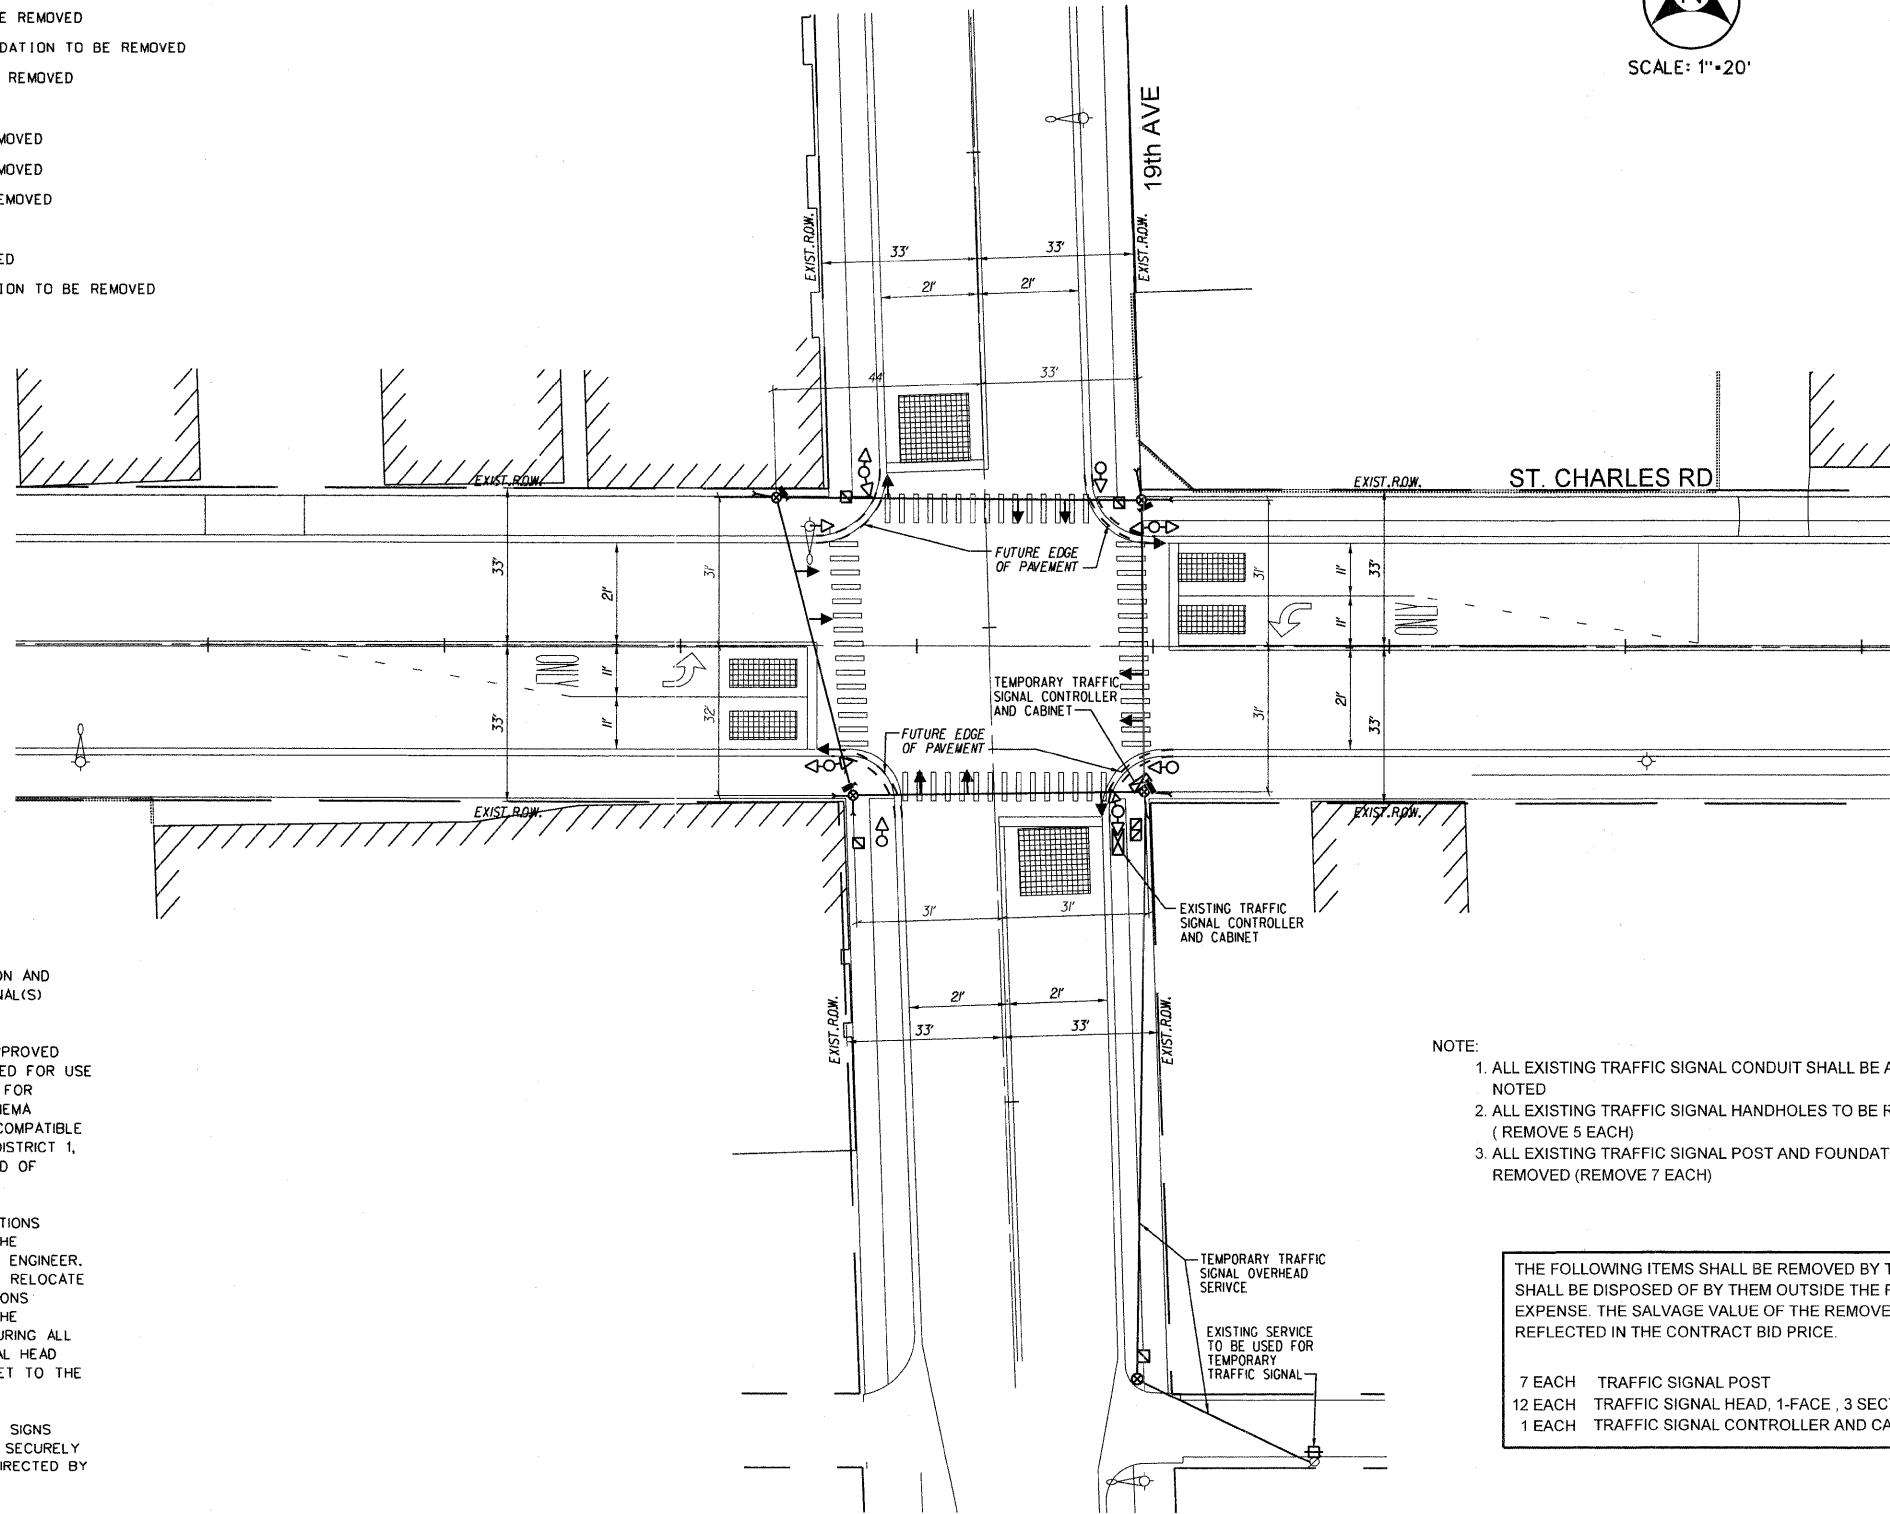 E REMOVED
DATION TO BE REMOVED
REMOVED
MOVED
MOVED
EMOVED
ED
ION TO BE REMOVED
N
SCALE: 1"=20'
19th AVE
EXIST. R.O.W.
EXIST. R.O.W.
33'
33'
21'
21'
44'
33'
EXIST. R.O.W.
EXIST. R.O.W.
ST. CHARLES RD
FUTURE EDGE
OF PAVEMENT
33'
21'
31'
31'
11'
33'
11'
ONLY
ONLY
33'
11'
11'
32'
31'
21'
33'
TEMPORARY TRAFFIC
SIGNAL CONTROLLER
AND CABINET
FUTURE EDGE
OF PAVEMENT
EXIST. R.O.W.
EXIST. R.O.W.
31'
31'
EXISTING TRAFFIC
SIGNAL CONTROLLER
AND CABINET
21'
21'
33'
33'
EXIST. R.O.W.
EXIST. R.O.W.
ON AND
NAL(S)
PPROVED
ED FOR USE
FOR
NEMA
COMPATIBLE
DISTRICT 1,
D OF
TIONS
HE
ENGINEER.
RELOCATE
ONS
HE
URING ALL
AL HEAD
ET TO THE
SIGNS
SECURELY
IRECTED BY
NOTE:
1. ALL EXISTING TRAFFIC SIGNAL CONDUIT SHALL BE A
NOTED
2. ALL EXISTING TRAFFIC SIGNAL HANDHOLES TO BE R
( REMOVE 5 EACH)
3. ALL EXISTING TRAFFIC SIGNAL POST AND FOUNDAT
REMOVED (REMOVE 7 EACH)
TEMPORARY TRAFFIC
SIGNAL OVERHEAD
SERIVCE
EXISTING SERVICE
TO BE USED FOR
TEMPORARY
TRAFFIC SIGNAL
THE FOLLOWING ITEMS SHALL BE REMOVED BY T
SHALL BE DISPOSED OF BY THEM OUTSIDE THE R
EXPENSE. THE SALVAGE VALUE OF THE REMOVE
REFLECTED IN THE CONTRACT BID PRICE.
7 EACH TRAFFIC SIGNAL POST
12 EACH TRAFFIC SIGNAL HEAD, 1-FACE , 3 SEC
1 EACH TRAFFIC SIGNAL CONTROLLER AND CA